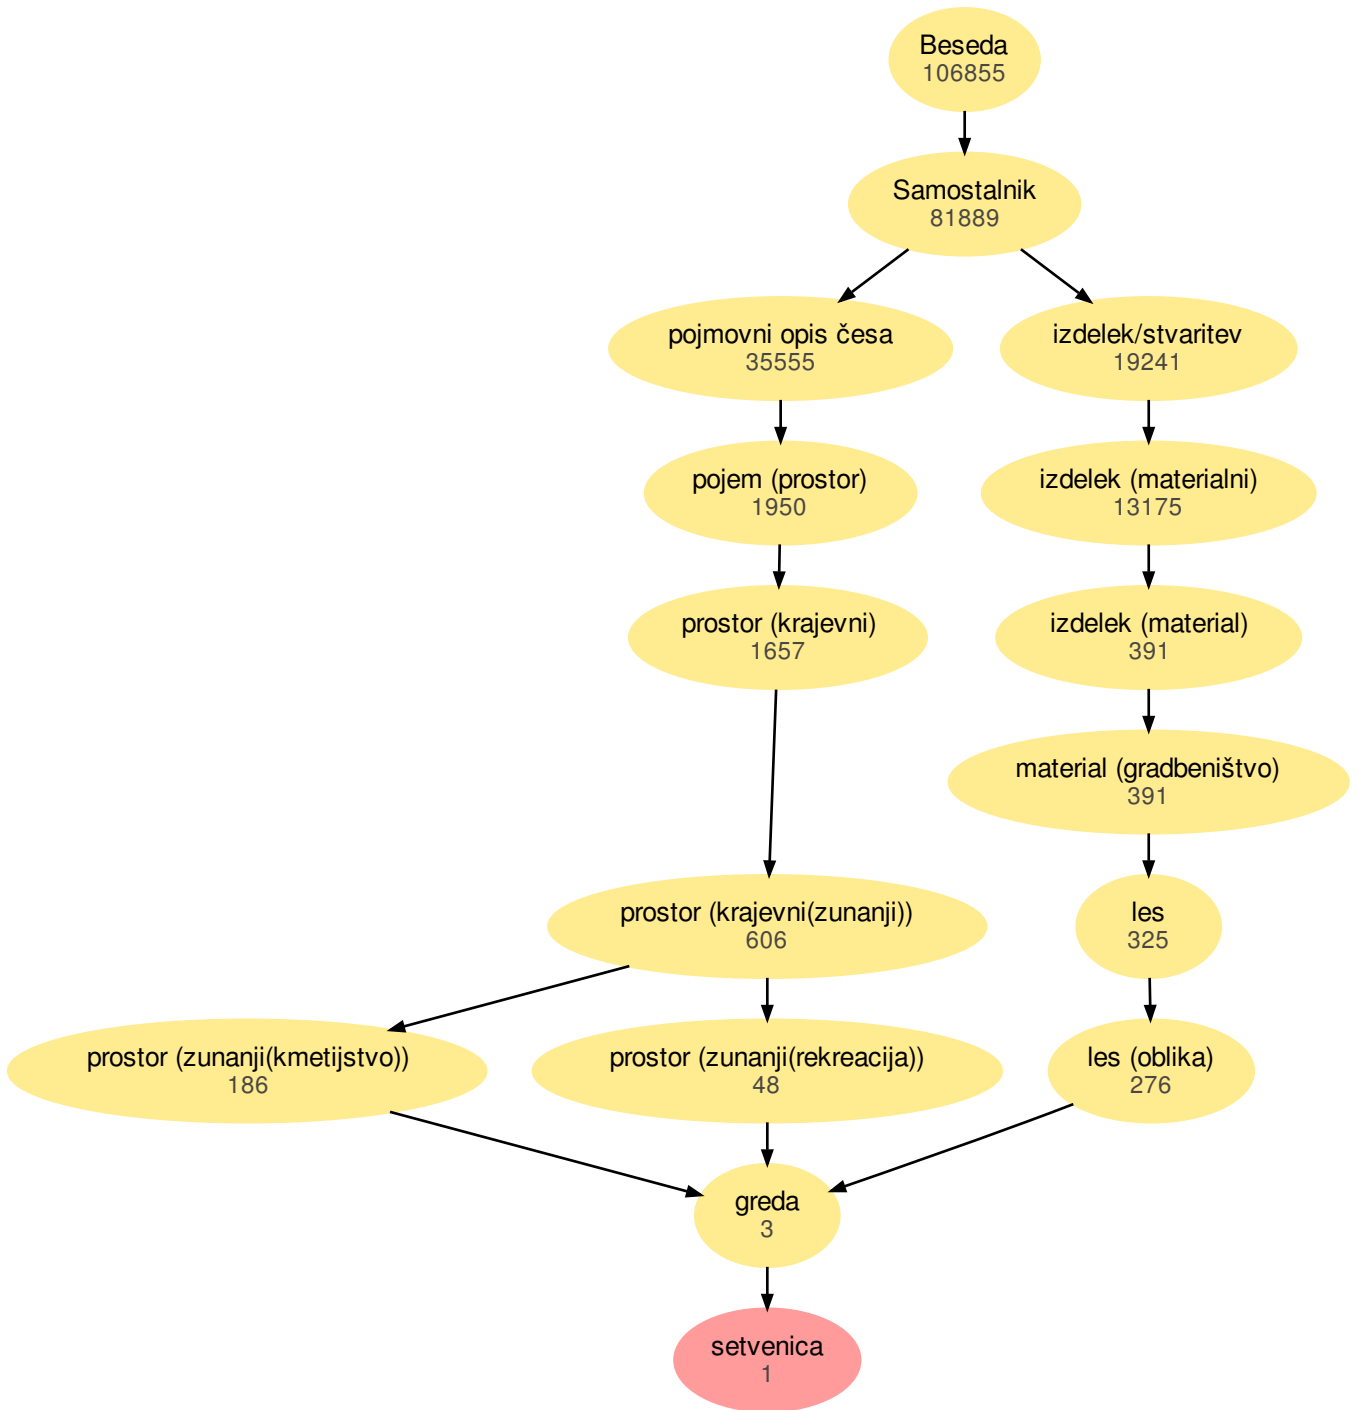 Beseda
106855
Samostalnik
81889
pojmovni opis česa
35555
izdelek/stvaritev
19241
pojem (prostor)
1950
izdelek (materialni)
13175
prostor (krajevni)
1657
izdelek (material)
391
material (gradbeništvo)
391
prostor (krajevni(zunanji))
606
les
325
prostor (zunanji(kmetijstvo))
186
prostor (zunanji(rekreacija))
48
les (oblika)
276
greda
3
setvenica
1